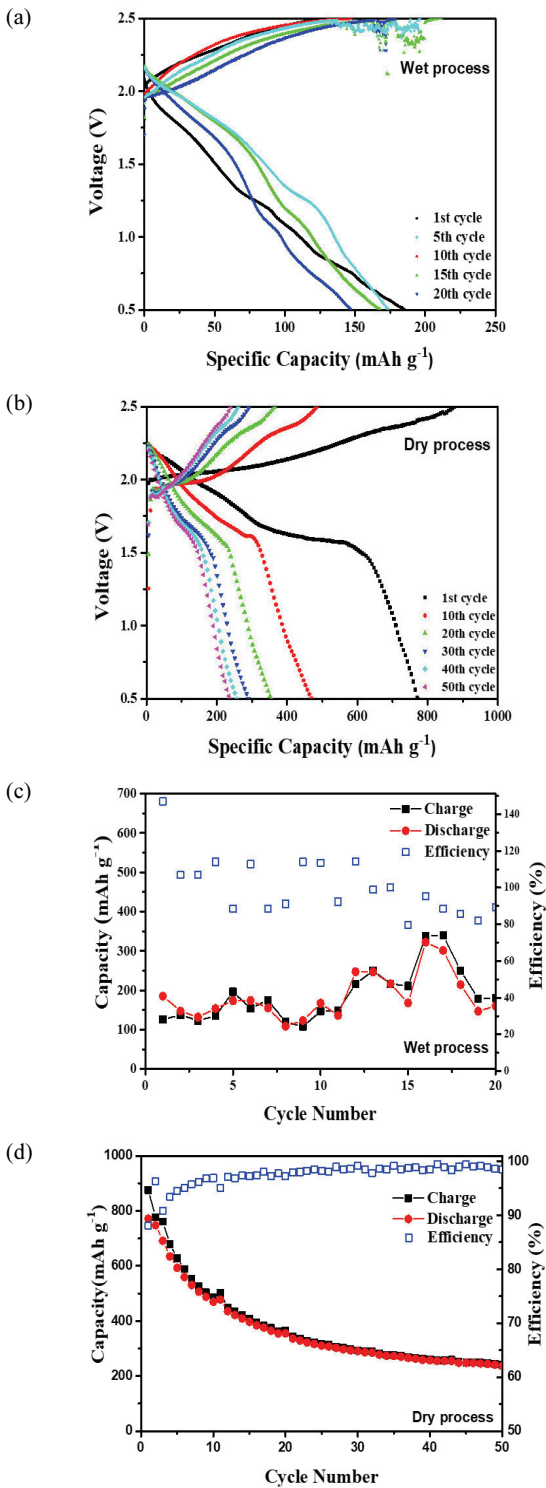 (a)
2.5
2.0
1.5
1.0
0.5
Voltage (V)
Wet process
1st cycle
5th cycle
10th cycle
15th cycle
20th cycle
0 50 100 150 200 250
Specific Capacity (mAh g⁻¹)
(b)
2.5
2.0
1.5
1.0
0.5
Voltage (V)
Dry process
1st cycle
10th cycle
20th cycle
30th cycle
40th cycle
50th cycle
0 200 400 600 800 1000
Specific Capacity (mAh g⁻¹)
(c)
700
600
500
400
300
200
100
0
Capacity (mAh g⁻¹)
Charge
Discharge
Efficiency
Wet process
140
120
100
80
60
40
20
0
Efficiency (%)
0 5 10 15 20
Cycle Number
(d)
1000
800
600
400
200
0
Capacity(mAh g⁻¹)
Charge
Discharge
Efficiency
Dry process
100
90
80
70
60
50
Efficiency (%)
0 10 20 30 40 50
Cycle Number